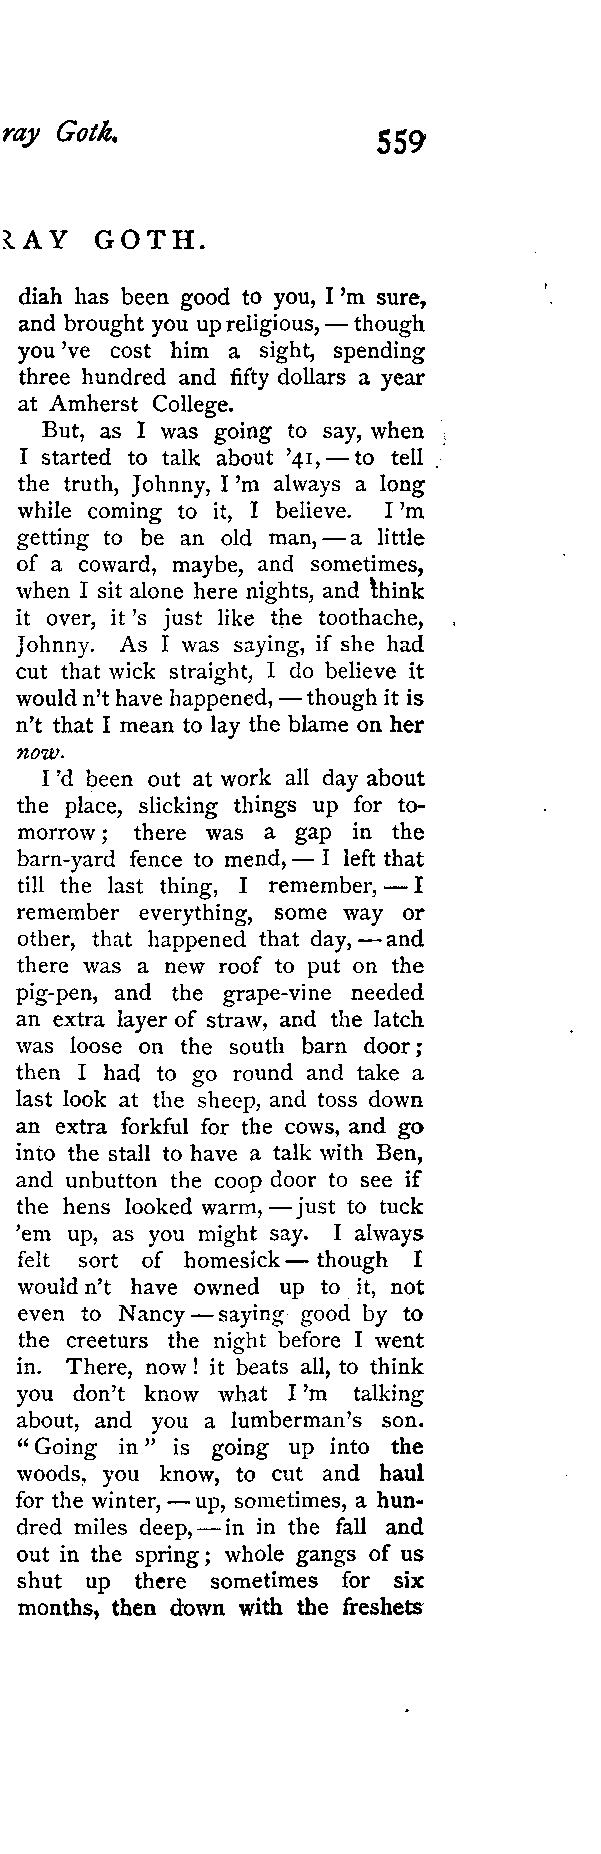 ray Goth.
559
RAY GOTH.
diah has been good to you, I 'm sure,
and brought you up religious, — though
you 've cost him a sight, spending
three hundred and fifty dollars a year
at Amherst College.
But, as I was going to say, when
I started to talk about '41, — to tell
the truth, Johnny, I 'm always a long
while coming to it, I believe. I 'm
getting to be an old man, — a little
of a coward, maybe, and sometimes,
when I sit alone here nights, and think
it over, it 's just like the toothache,
Johnny. As I was saying, if she had
cut that wick straight, I do believe it
would n't have happened, — though it is
n't that I mean to lay the blame on her
now.
I 'd been out at work all day about
the place, slicking things up for to-
morrow; there was a gap in the
barn-yard fence to mend, — I left that
till the last thing, I remember, — I
remember everything, some way or
other, that happened that day, — and
there was a new roof to put on the
pig-pen, and the grape-vine needed
an extra layer of straw, and the latch
was loose on the south barn door;
then I had to go round and take a
last look at the sheep, and toss down
an extra forkful for the cows, and go
into the stall to have a talk with Ben,
and unbutton the coop door to see if
the hens looked warm, — just to tuck
'em up, as you might say. I always
felt sort of homesick — though I
would n't have owned up to it, not
even to Nancy — saying good by to
the creeturs the night before I went
in. There, now! it beats all, to think
you don't know what I 'm talking
about, and you a lumberman's son.
"Going in" is going up into the
woods, you know, to cut and haul
for the winter, — up, sometimes, a hun-
dred miles deep, — in in the fall and
out in the spring; whole gangs of us
shut up there sometimes for six
months, then down with the freshets